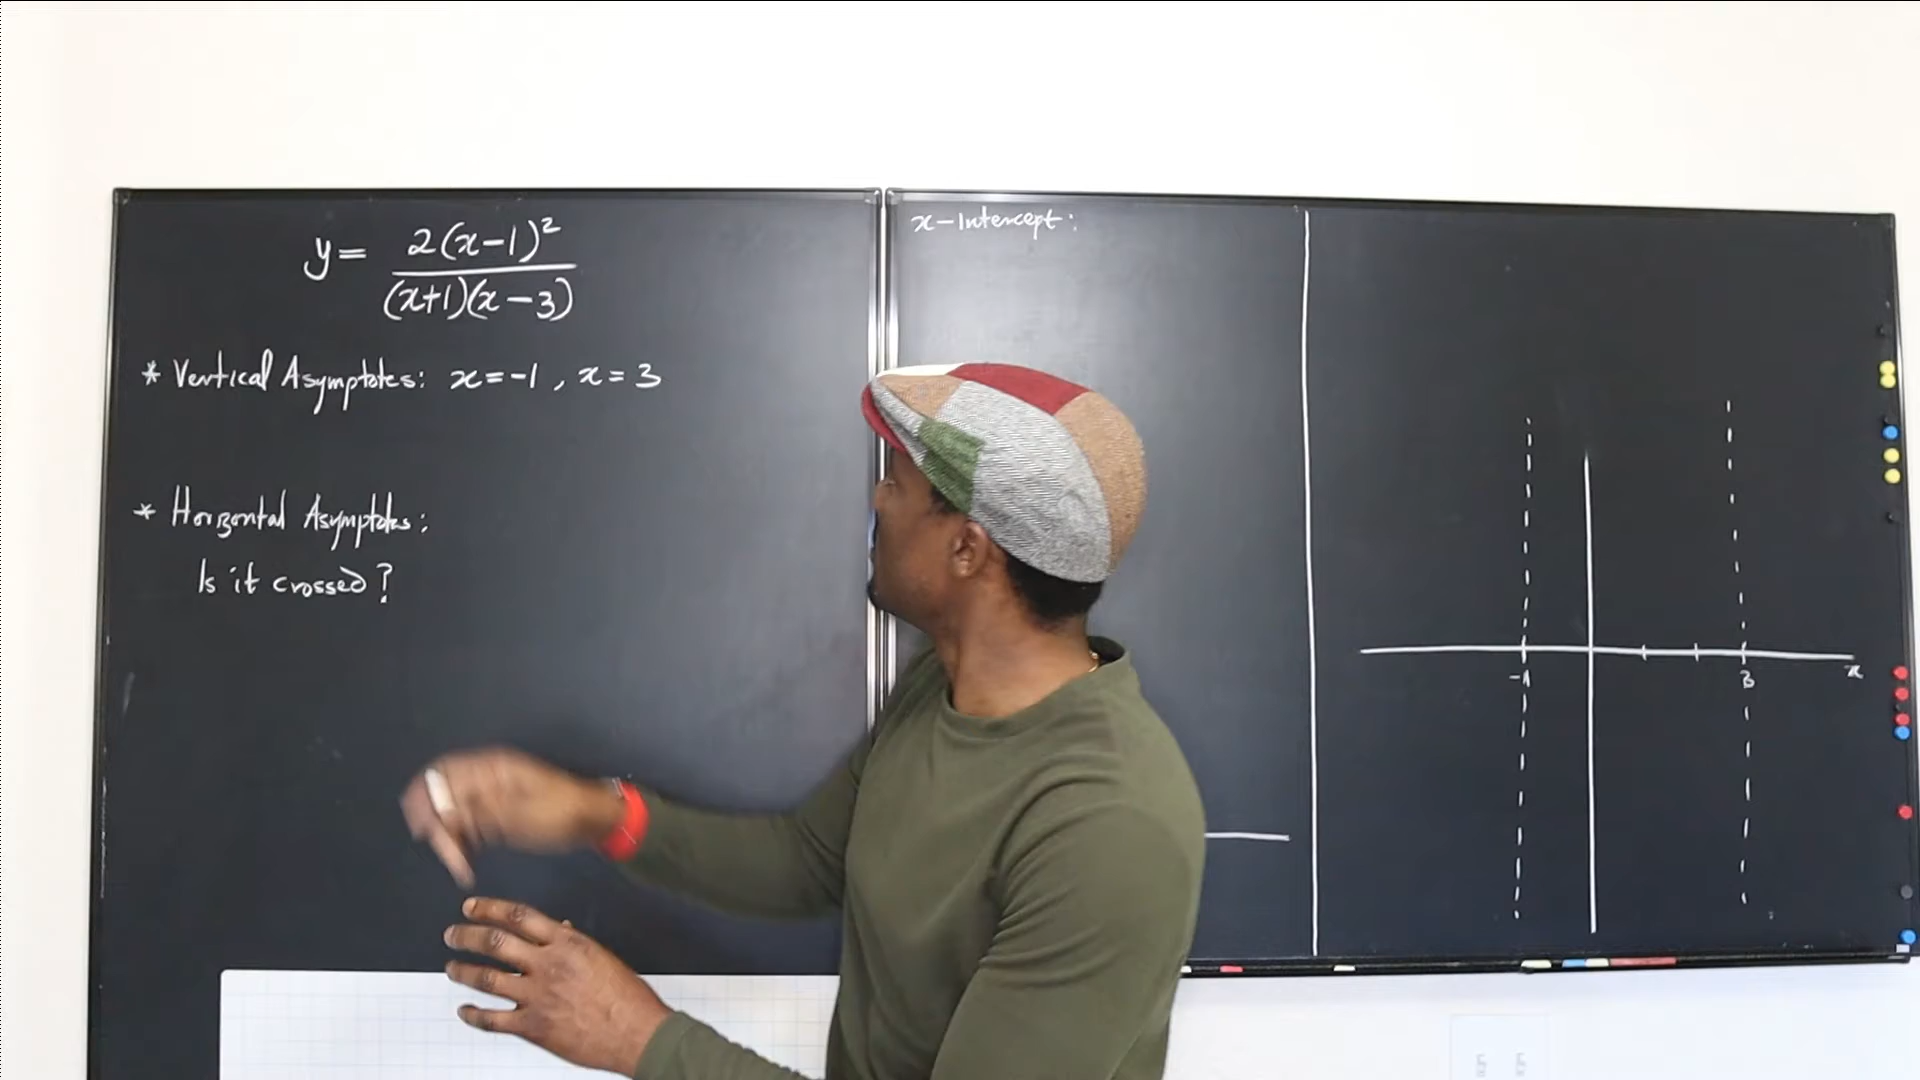 y = 2(x-1)² / (x+1)(x-3)
* Vertical Asymptotes: x=-1, x=3
* Horizontal Asymptotes:
Is it crossed?
x-Intercept:
-1 3 x